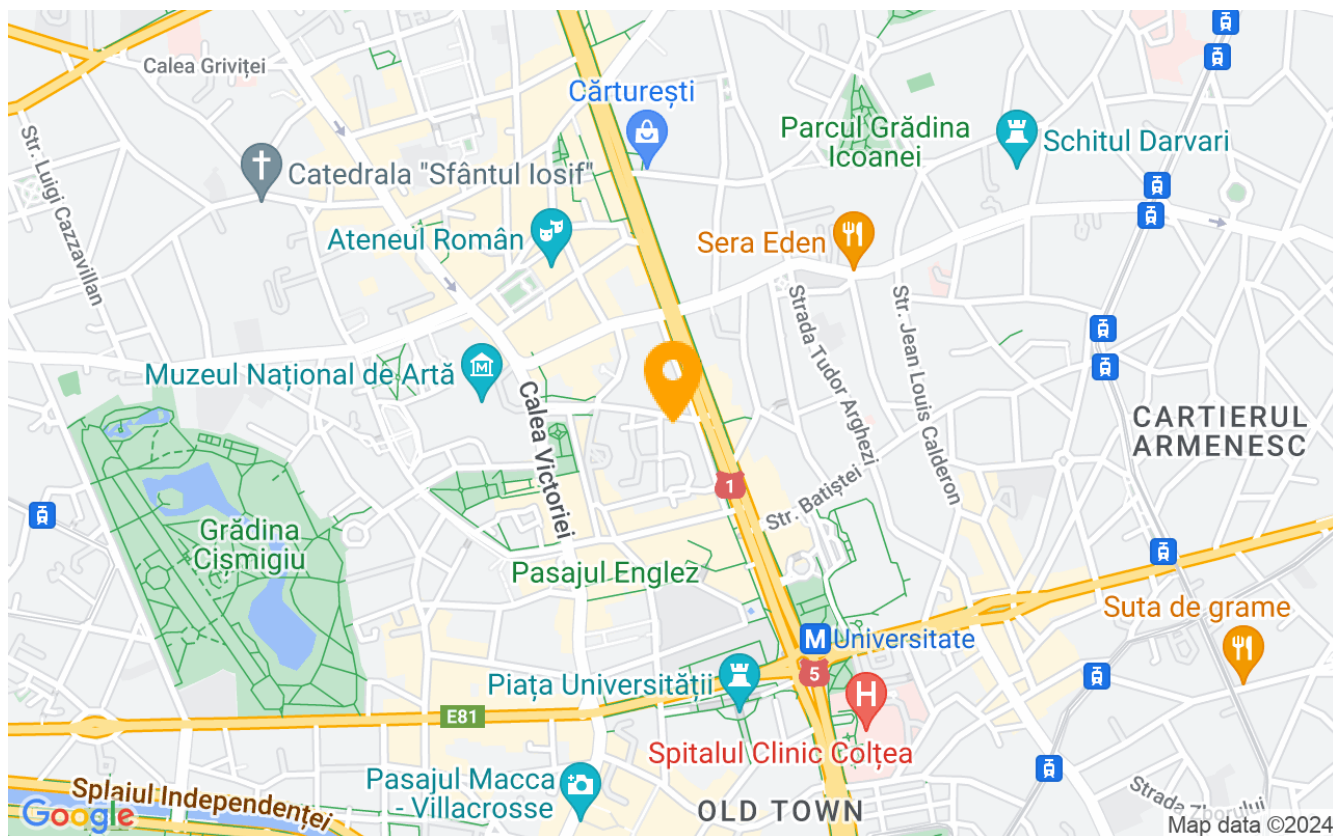 Calea Griviței
Cărturești
Parcul Grădina
Icoanei
Schitul Darvari
Str. Luigi Cazzavillan
Catedrala "Sfântul Iosif"
Ateneul Român
Sera Eden
Strada Tudor Arghezi
Str. Jean Louis Calderon
Muzeul Național de Artă
Calea Victoriei
CARTIERUL
ARMENESC
1
Str. Batiștei
Grădina
Cișmigiu
Pasajul Englez
Suta de grame
M Universitate
5
Piața Universității
H
E81
Spitalul Clinic Colțea
Pasajul Macca
- Villacrosse
Splaiul Independenței
OLD TOWN
Strada Zborului
Google
Map data ©2024